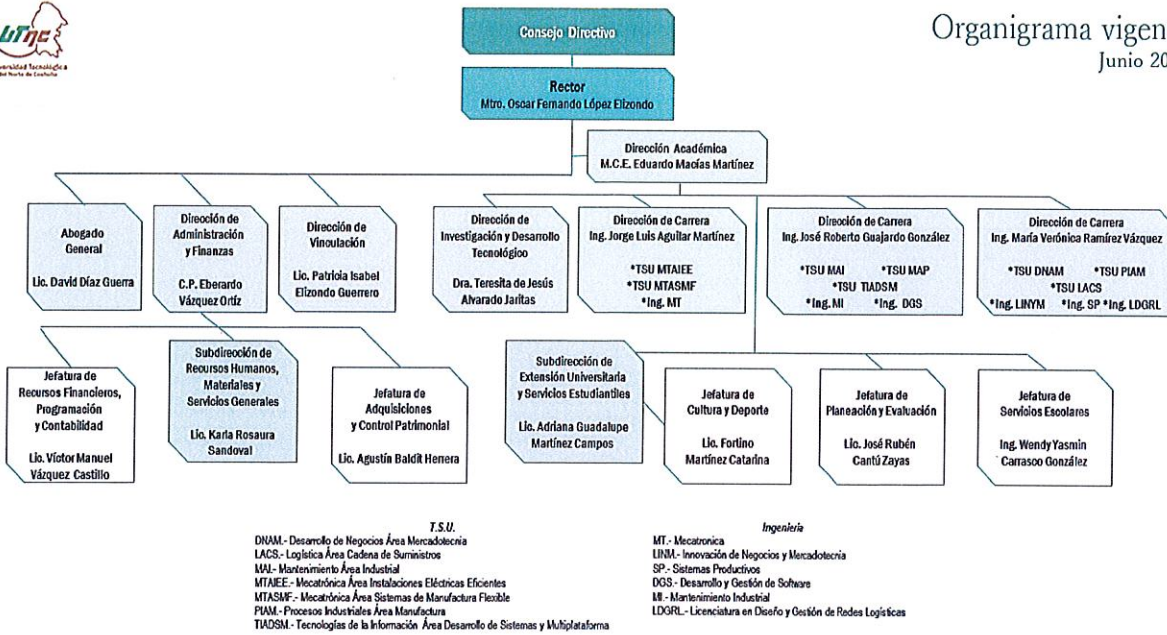 UTNC
Universidad Tecnológica
del Norte de Coahuila
Organigrama vigen
Junio 20
Consejo Directivo
Rector
Mtro. Oscar Fernando López Elizondo
Dirección Académica
M.C.E. Eduardo Macías Martínez
Abogado
General
Lic. David Díaz Guerra
Dirección de
Administración
y Finanzas
C.P. Eberardo
Vázquez Ortíz
Dirección de
Vinculación
Lic. Patricia Isabel
Elizondo Guerrero
Dirección de
Investigación y Desarrollo
Tecnológico
Dra. Teresita de Jesús
Alvarado Jaritas
Dirección de Carrera
Ing. Jorge Luis Aguilar Martínez
*TSU MTAIEE
*TSU MTASMF
*Ing. MT
Dirección de Carrera
Ing. José Roberto Guajardo González
*TSU MAI *TSU MAP
*TSU TIADSM
*Ing. MI *Ing. DGS
Dirección de Carrera
Ing. María Verónica Ramírez Vázquez
*TSU DNAM *TSU PIAM
*TSU LACS
*Ing. LINYM *Ing. SP *Ing. LDGRL
Jefatura de
Recursos Financieros,
Programación
y Contabilidad
Lic. Víctor Manuel
Vázquez Castillo
Subdirección de
Recursos Humanos,
Materiales y
Servicios Generales
Lic. Karla Rosaura
Sandoval
Jefatura de
Adquisiciones
y Control Patrimonial
Lic. Agustín Baldit Herrera
Subdirección de
Extensión Universitaria
y Servicios Estudiantiles
Lic. Adriana Guadalupe
Martínez Campos
Jefatura de
Cultura y Deporte
Lic. Fortino
Martínez Catarina
Jefatura de
Planeación y Evaluación
Lic. José Rubén
Cantú Zayas
Jefatura de
Servicios Escolares
Ing. Wendy Yasmin
Carrasco González
T.S.U.
DNAM.- Desarrollo de Negocios Área Mercadotecnia
LACS.- Logística Área Cadena de Suministros
MAI.- Mantenimiento Área Industrial
MTAIEE.- Mecatrónica Área Instalaciones Eléctricas Eficientes
MTASMF.- Mecatrónica Área Sistemas de Manufactura Flexible
PIAM.- Procesos Industriales Área Manufactura
TIADSM.- Tecnologías de la Información Área Desarrollo de Sistemas y Multiplataforma
Ingeniería
MT.- Mecatronica
LINM.- Innovación de Negocios y Mercadotecnia
SP.- Sistemas Productivos
DGS.- Desarrollo y Gestión de Software
MI.- Mantenimiento Industrial
LDGRL.- Licenciatura en Diseño y Gestión de Redes Logísticas